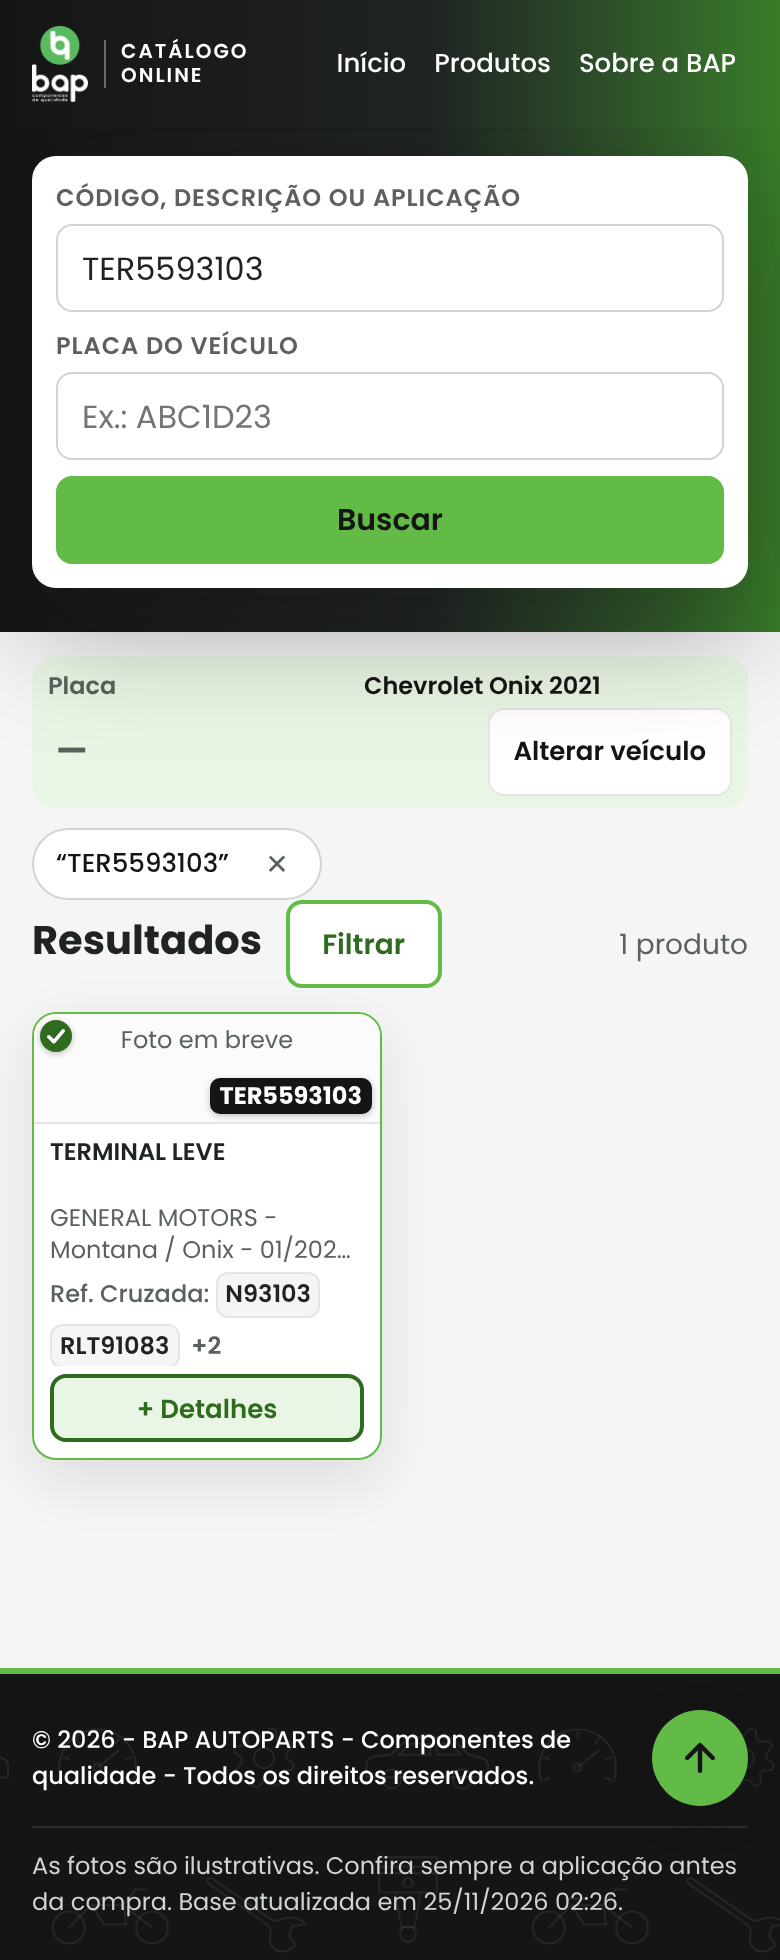 bap
CATÁLOGO
ONLINE
Início Produtos Sobre a BAP
CÓDIGO, DESCRIÇÃO OU APLICAÇÃO
TER5593103
PLACA DO VEÍCULO
Ex.: ABC1D23
Buscar
Placa
Chevrolet Onix 2021
—
Alterar veículo
“TER5593103” ✕
Resultados Filtrar 1 produto
Foto em breve
TER5593103
TERMINAL LEVE
GENERAL MOTORS -
Montana / Onix - 01/202...
Ref. Cruzada: N93103
RLT91083 +2
+ Detalhes
© 2026 - BAP AUTOPARTS - Componentes de
qualidade - Todos os direitos reservados.
As fotos são ilustrativas. Confira sempre a aplicação antes
da compra. Base atualizada em 25/11/2026 02:26.